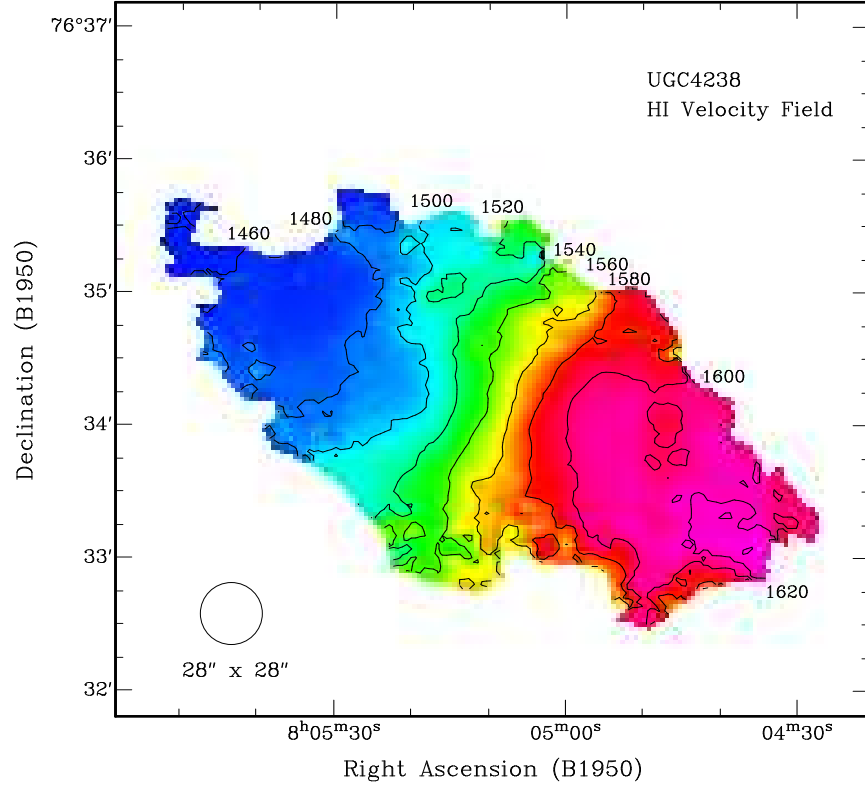 76°37′
UGC4238
HI Velocity Field
36′
1460
1480
1500
1520
1540
1560
1580
35′
1600
34′
33′
1620
28″ x 28″
32′
8ʰ05ᵐ30ˢ
05ᵐ00ˢ
04ᵐ30ˢ
Right Ascension (B1950)
Declination (B1950)